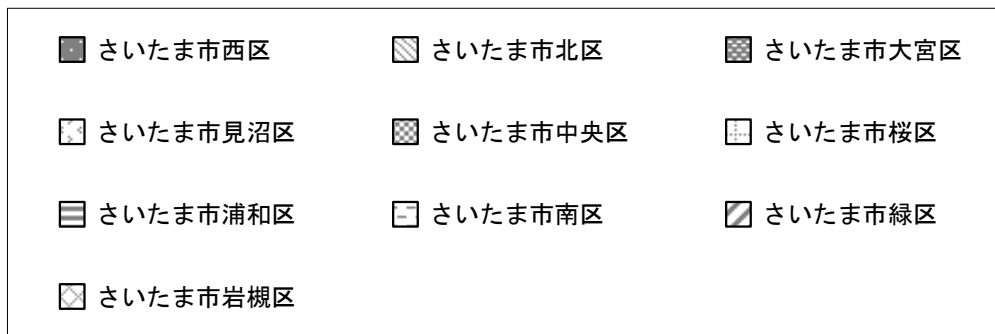 さいたま市西区
さいたま市北区
さいたま市大宮区
さいたま市見沼区
さいたま市中央区
さいたま市桜区
さいたま市浦和区
さいたま市南区
さいたま市緑区
さいたま市岩槻区